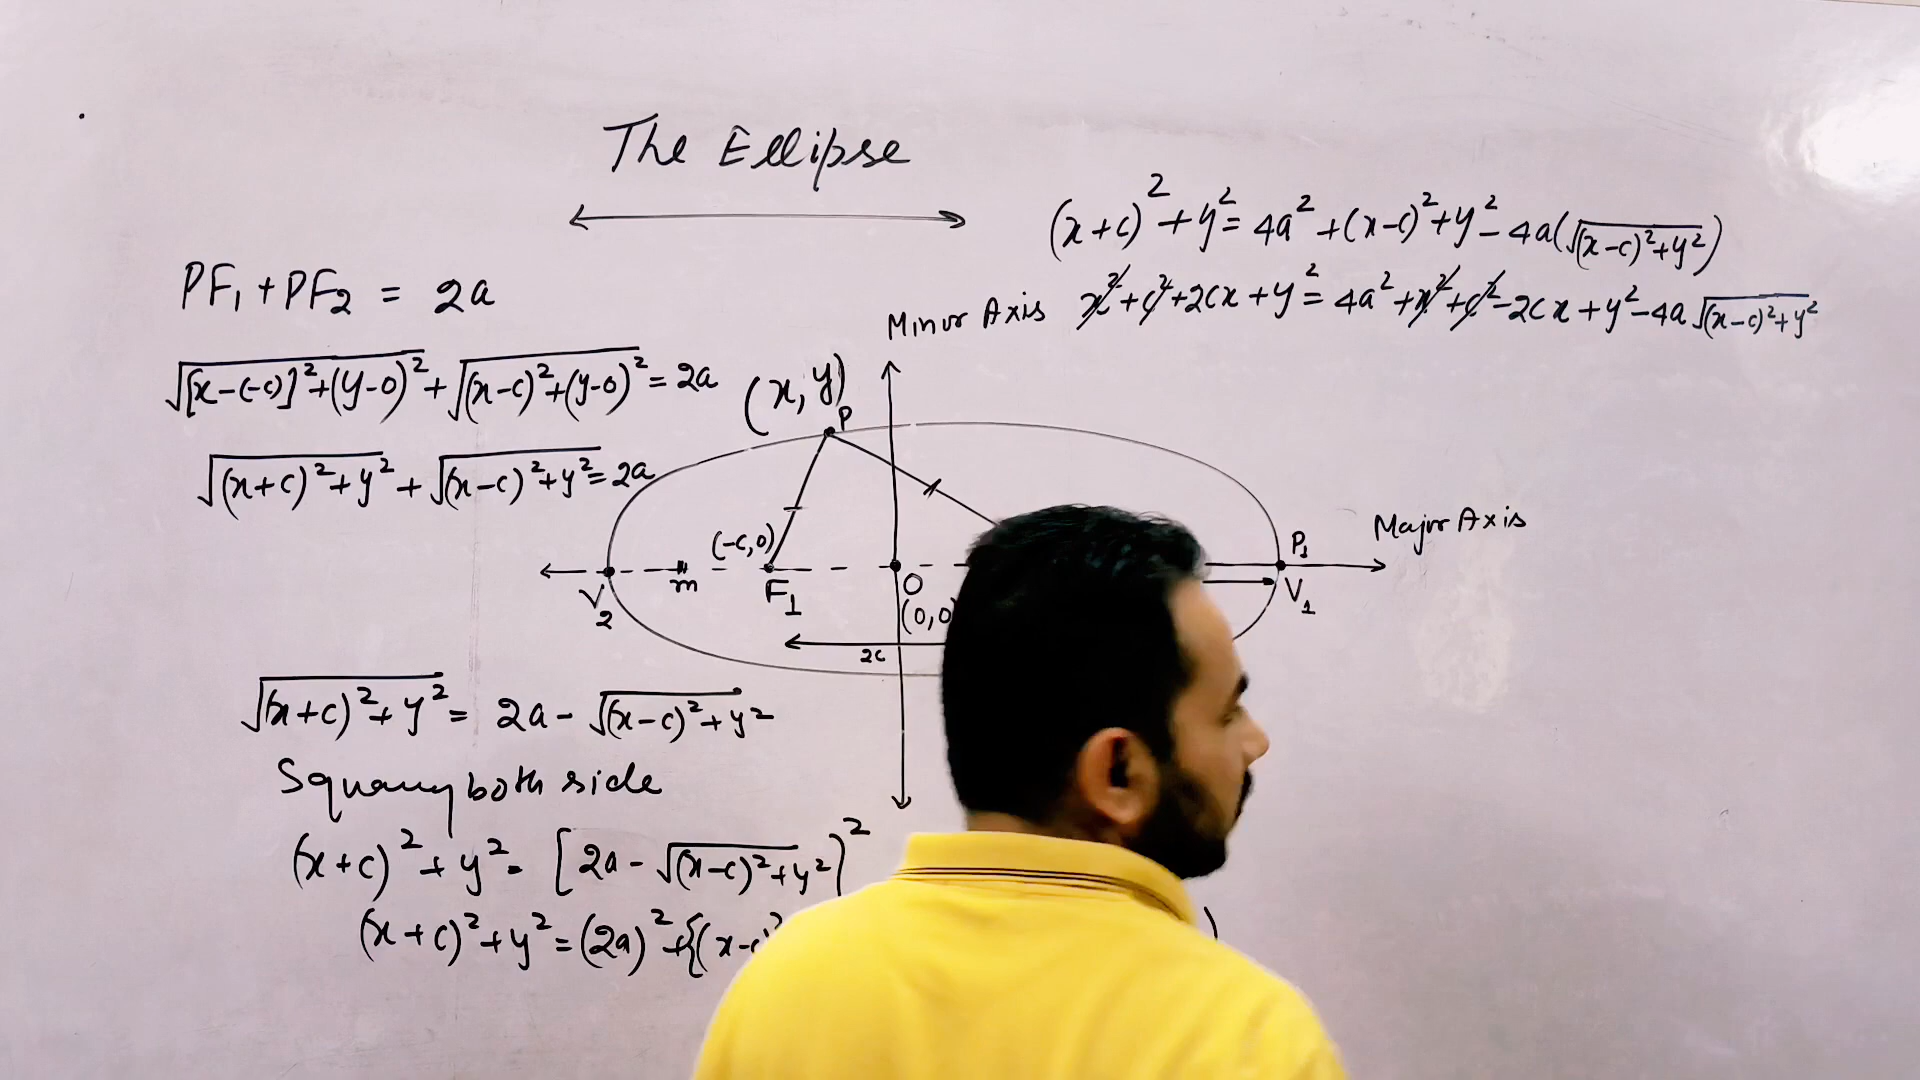 The Ellipse
PF₁ + PF₂ = 2a
√[x-(-c)]² + (y-0)² + √(x-c)² + (y-0)² = 2a
√(x+c)² + y² + √(x-c)² + y² = 2a
√(x+c)² + y² = 2a - √(x-c)² + y²
Squaring both side
(x+c)² + y² = [2a - √(x-c)² + y²)²
(x+c)² + y² = (2a)² + {(x-c)²
)
(x+c)² + y² = 4a² + (x-c)² + y² - 4a(√(x-c)² + y²)
x² + c² + 2cx + y² = 4a² + x² + c² - 2cx + y² - 4a √(x-c)² + y²
Minor Axis
(x, y)
P
Major Axis
(-c,0)
P₁
V₂
m
F₁
O
V₁
(0,0
2c